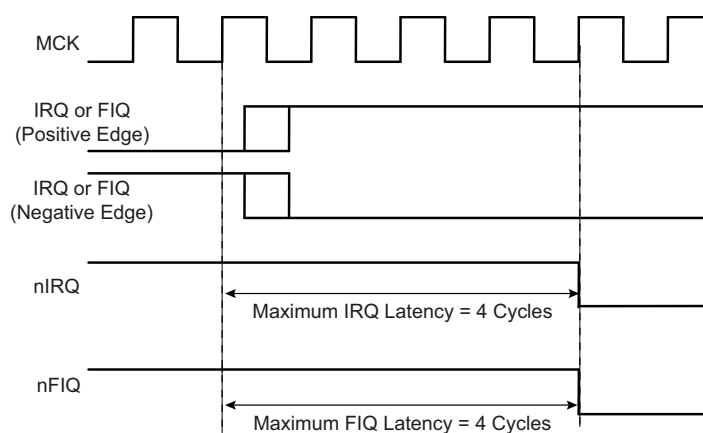 MCK
IRQ or FIQ
(Positive Edge)
IRQ or FIQ
(Negative Edge)
nIRQ
Maximum IRQ Latency = 4 Cycles
nFIQ
Maximum FIQ Latency = 4 Cycles